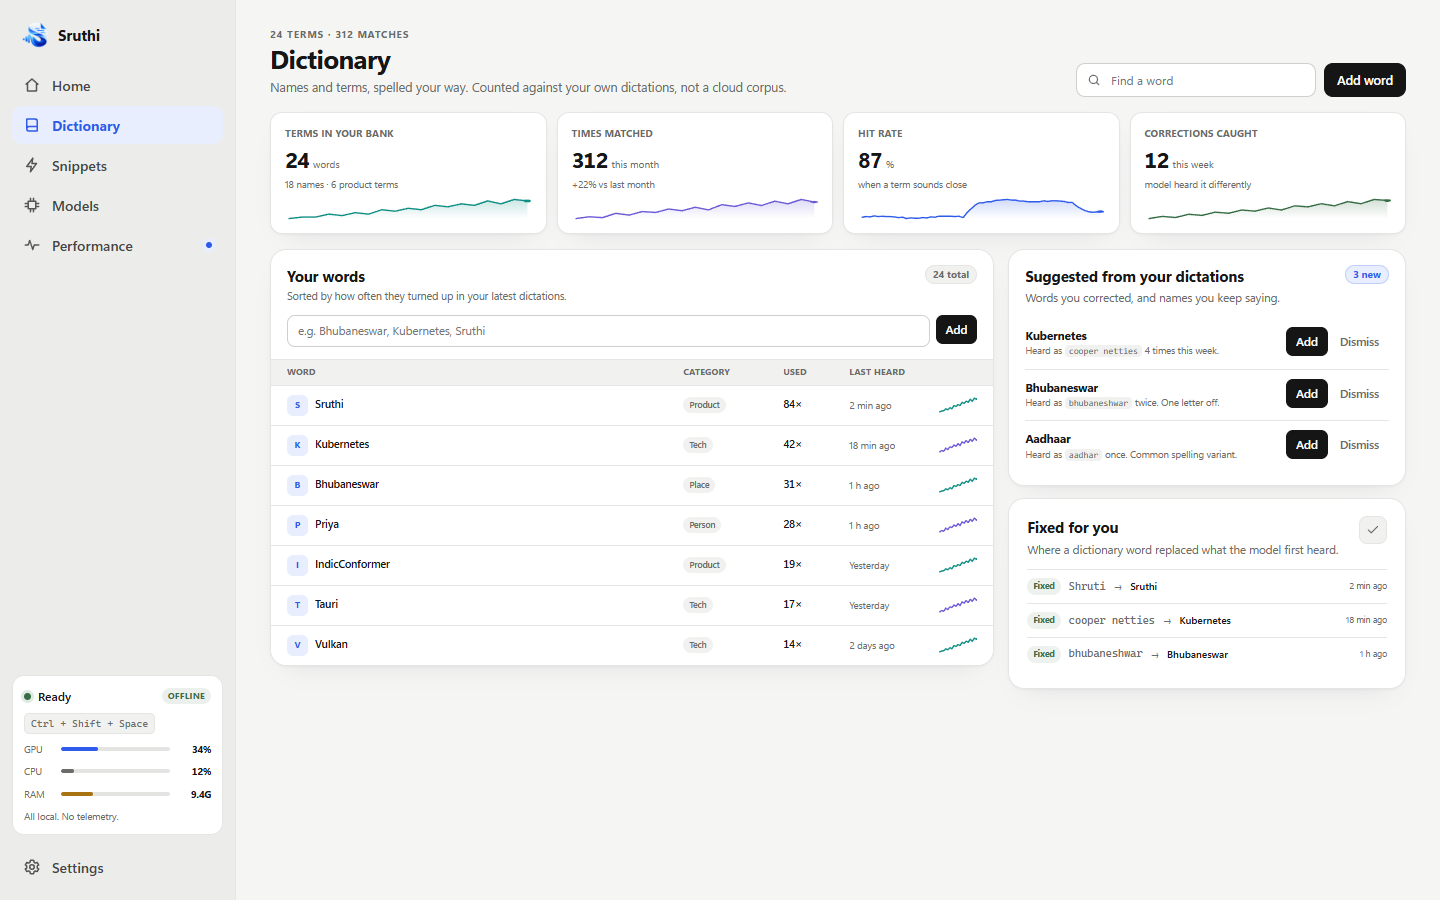 Sruthi
Home
Dictionary
Snippets
Models
Performance
Ready
OFFLINE
Ctrl + Shift + Space
GPU 34%
CPU 12%
RAM 9.4G
All local. No telemetry.
Settings
24 TERMS · 312 MATCHES
Dictionary
Names and terms, spelled your way. Counted against your own dictations, not a cloud corpus.
Find a word
Add word
TERMS IN YOUR BANK
24 words
18 names · 6 product terms
TIMES MATCHED
312 this month
+22% vs last month
HIT RATE
87 %
when a term sounds close
CORRECTIONS CAUGHT
12 this week
model heard it differently
Your words
24 total
Sorted by how often they turned up in your latest dictations.
e.g. Bhubaneswar, Kubernetes, Sruthi
Add
WORD CATEGORY USED LAST HEARD
S Sruthi Product 84× 2 min ago
K Kubernetes Tech 42× 18 min ago
B Bhubaneswar Place 31× 1 h ago
P Priya Person 28× 1 h ago
I IndicConformer Product 19× Yesterday
T Tauri Tech 17× Yesterday
V Vulkan Tech 14× 2 days ago
Suggested from your dictations
3 new
Words you corrected, and names you keep saying.
Kubernetes
Heard as cooper netties 4 times this week.
Add Dismiss
Bhubaneswar
Heard as bhubaneshwar twice. One letter off.
Add Dismiss
Aadhaar
Heard as aadhar once. Common spelling variant.
Add Dismiss
Fixed for you
Where a dictionary word replaced what the model first heard.
Fixed Shruti → Sruthi 2 min ago
Fixed cooper netties → Kubernetes 18 min ago
Fixed bhubaneshwar → Bhubaneswar 1 h ago